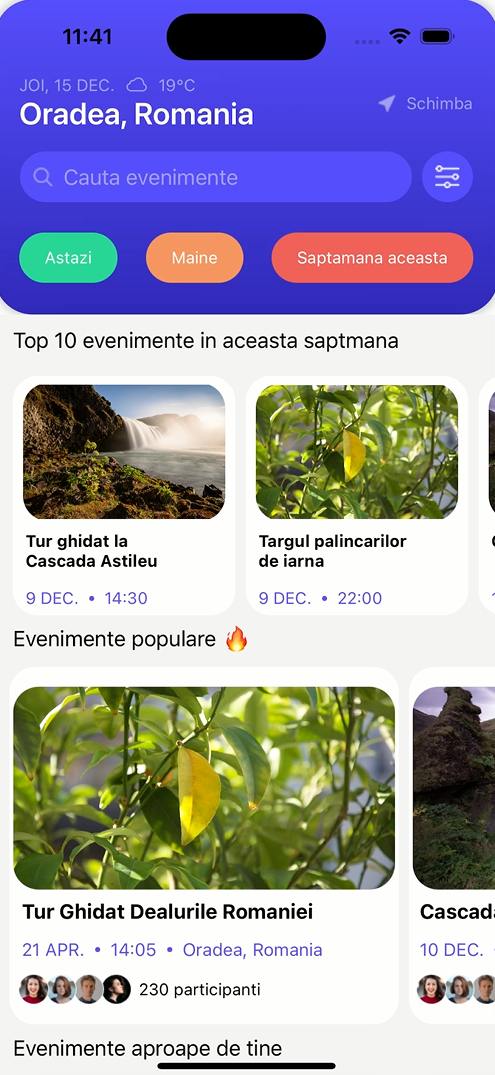 11:41
JOI, 15 DEC. 19°C
Oradea, Romania
Schimba
Cauta evenimente
Astazi
Maine
Saptamana aceasta
Top 10 evenimente in aceasta saptmana
Tur ghidat la
Cascada Astileu
9 DEC. • 14:30
Targul palincarilor
de iarna
9 DEC. • 22:00
Evenimente populare 🔥
Tur Ghidat Dealurile Romaniei
21 APR. • 14:05 • Oradea, Romania
230 participanti
Cascada
10 DEC.
Evenimente aproape de tine